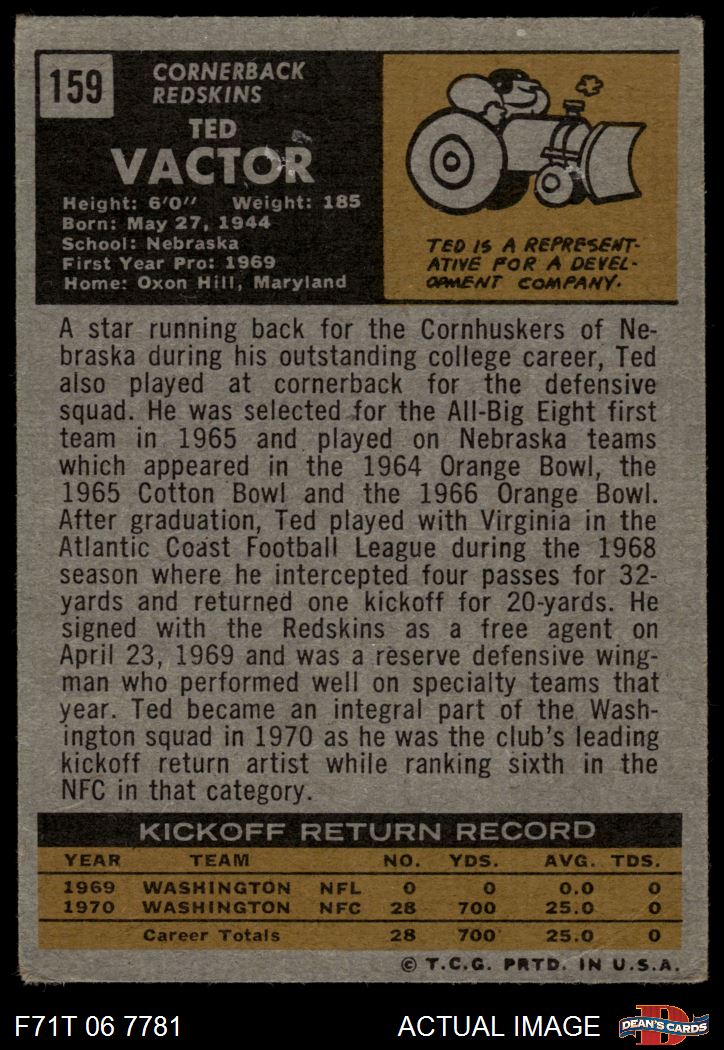 159
CORNERBACK
REDSKINS
TED
VACTOR
Height: 6'0" Weight: 185
Born: May 27, 1944
School: Nebraska
First Year Pro: 1969
Home: Oxon Hill, Maryland
TED IS A REPRESENT-
ATIVE FOR A DEVEL-
OPMENT COMPANY.
A star running back for the Cornhuskers of Ne-
braska during his outstanding college career, Ted
also played at cornerback for the defensive
squad. He was selected for the All-Big Eight first
team in 1965 and played on Nebraska teams
which appeared in the 1964 Orange Bowl, the
1965 Cotton Bowl and the 1966 Orange Bowl.
After graduation, Ted played with Virginia in the
Atlantic Coast Football League during the 1968
season where he intercepted four passes for 32-
yards and returned one kickoff for 20-yards. He
signed with the Redskins as a free agent on
April 23, 1969 and was a reserve defensive wing-
man who performed well on specialty teams that
year. Ted became an integral part of the Wash-
ington squad in 1970 as he was the club's leading
kickoff return artist while ranking sixth in the
NFC in that category.
KICKOFF RETURN RECORD
YEAR TEAM NO. YDS. AVG. TDS.
1969 WASHINGTON NFL 0 0 0.0 0
1970 WASHINGTON NFC 28 700 25.0 0
Career Totals 28 700 25.0 0
© T.C.G. PRTD. IN U.S.A.
F71T 06 7781 ACTUAL IMAGE D DEAN'S CARDS